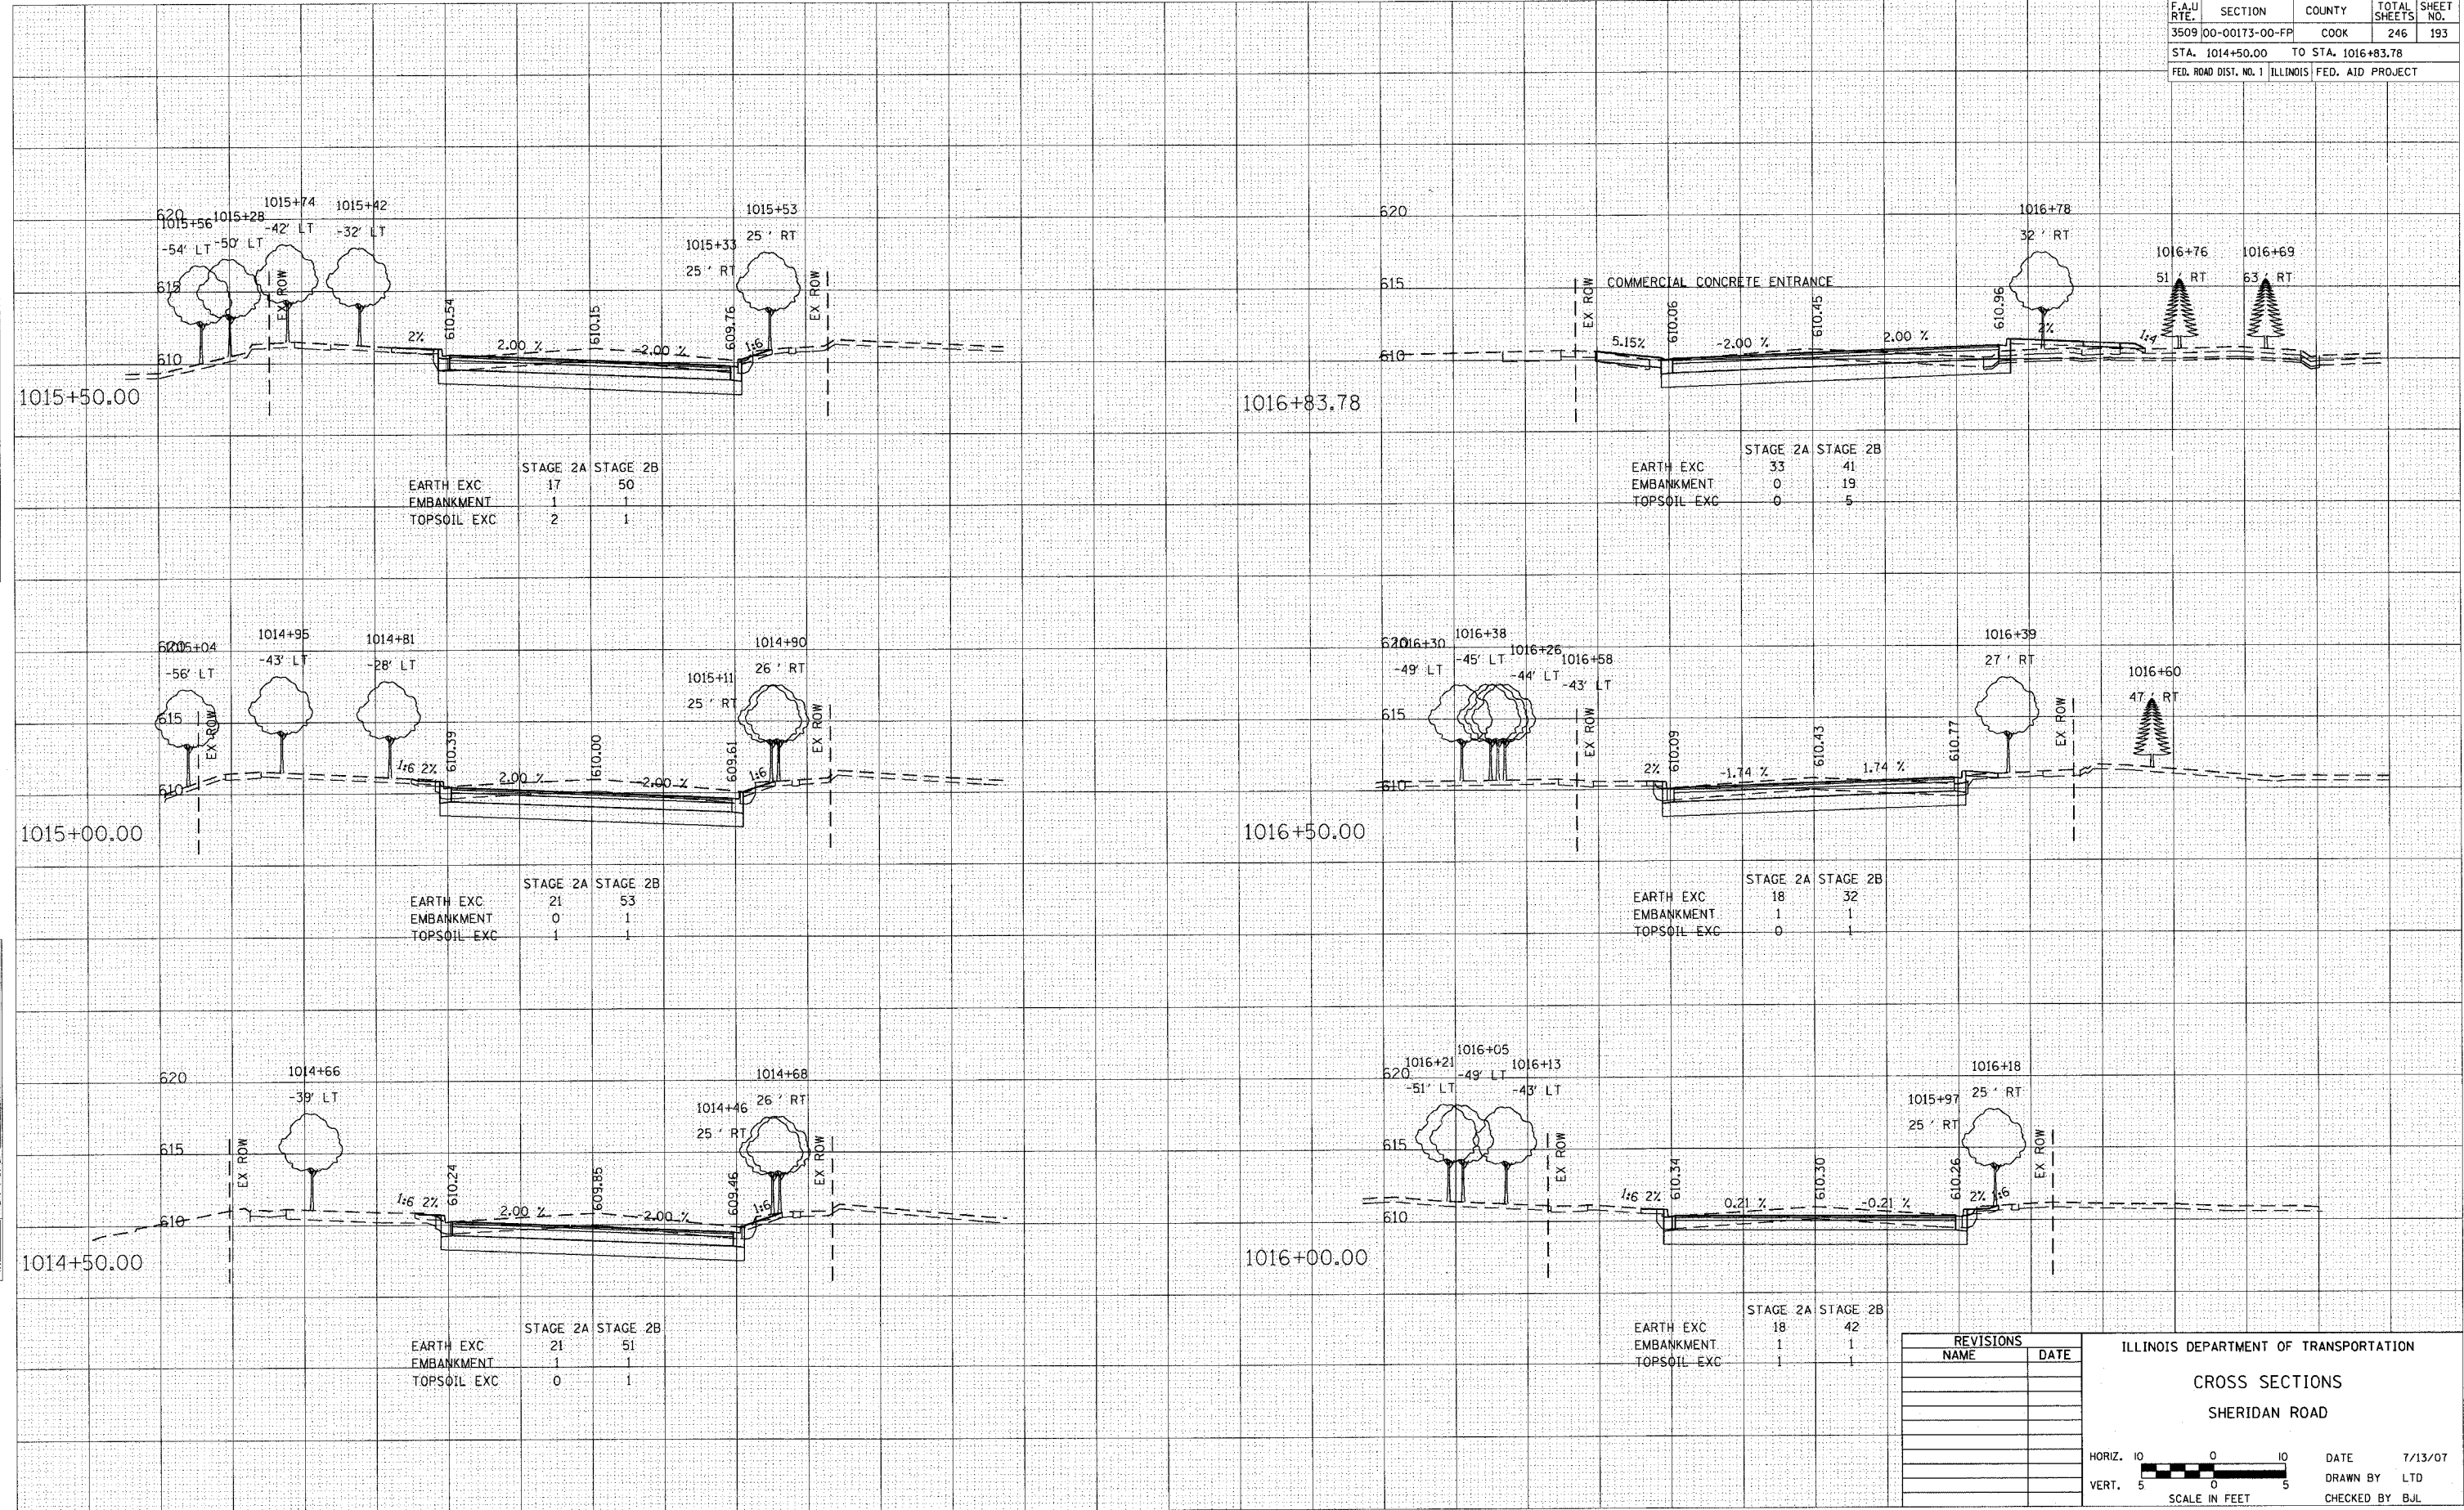 F.A.U RTE. SECTION COUNTY TOTAL SHEETS SHEET NO.
3509 00-00173-00-FP COOK 246 193
STA. 1014+50.00 TO STA. 1016+83.78
FED. ROAD DIST. NO. 1 ILLINOIS FED. AID PROJECT
1015+74 1015+42 1015+53
620 1015+56 1015+28 -42' LT -32' LT 25 ' RT
-54' LT -50' LT 1015+33
25 ' RT
615 EX ROW EX ROW
610.54 610.15 609.76
610 2% 2.00 % -2.00 % 1:6
1015+50.00
STAGE 2A STAGE 2B
EARTH EXC 17 50
EMBANKMENT 1 1
TOPSOIL EXC 2 1
620 1016+78
32 ' RT
1016+76 1016+69
51 ' RT 63 ' RT
615 EX ROW COMMERCIAL CONCRETE ENTRANCE
610.06 610.45 610.96
610 5.15% -2.00 % 2.00 % 2% 1:4
1016+83.78
STAGE 2A STAGE 2B
EARTH EXC 33 41
EMBANKMENT 0 19
TOPSOIL EXC 0 5
620 1015+04 1014+95 1014+81 1014+90
-56' LT -43' LT -28' LT 26 ' RT
1015+11
25 ' RT
615 EX ROW EX ROW
610.39 610.00 609.61
610 1:6 2% 2.00 % -2.00 % 1:6
1015+00.00
STAGE 2A STAGE 2B
EARTH EXC 21 53
EMBANKMENT 0 1
TOPSOIL EXC 1 1
620 1016+30 1016+38 1016+26 1016+58 1016+39
-49' LT -45' LT -44' LT -43' LT 27 ' RT
1016+60
47 ' RT
615 EX ROW EX ROW
610.09 610.43 610.77
610 2% -1.74 % 1.74 %
1016+50.00
STAGE 2A STAGE 2B
EARTH EXC 18 32
EMBANKMENT 1 1
TOPSOIL EXC 0 1
620 1014+66 1014+68
-39' LT 26 ' RT
1014+46
25 ' RT
615 EX ROW EX ROW
610.24 609.85 609.46
610 1:6 2% 2.00 % -2.00 % 1:6
1014+50.00
STAGE 2A STAGE 2B
EARTH EXC 21 51
EMBANKMENT 1 1
TOPSOIL EXC 0 1
620 1016+21 1016+05 1016+13 1016+18
-51' LT -49' LT -43' LT 25 ' RT
1015+97
25 ' RT
615 EX ROW EX ROW
610.34 610.30 610.26
610 1:6 2% 0.21 % -0.21 % 2% 1:6
1016+00.00
STAGE 2A STAGE 2B
EARTH EXC 18 42
EMBANKMENT 1 1
TOPSOIL EXC 1 1
REVISIONS
NAME DATE
ILLINOIS DEPARTMENT OF TRANSPORTATION
CROSS SECTIONS
SHERIDAN ROAD
HORIZ. 10 0 10
VERT. 5 0 5
SCALE IN FEET
DATE 7/13/07
DRAWN BY LTD
CHECKED BY BJL